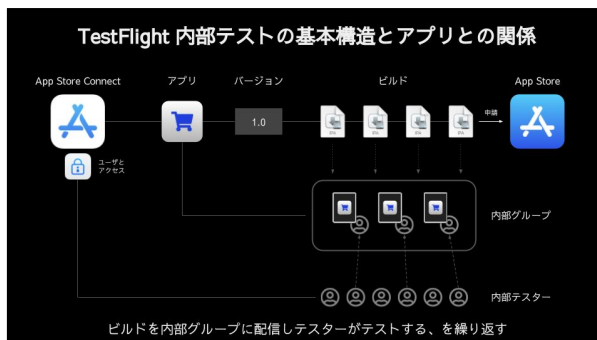 TestFlight 内部テストの基本構造とアプリとの関係
App Store Connect
アプリ
バージョン
ビルド
App Store
1.0
申請
IPA
IPA
IPA
IPA
ユーザと
アクセス
内部グループ
内部テスター
ビルドを内部グループに配信しテスターがテストする、を繰り返す